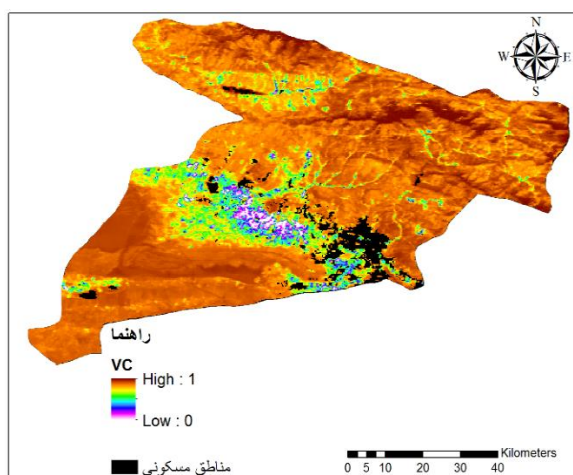 N
W E
S
راهنما
VC
High : 1
Low : 0
مناطق مسکونی
Kilometers
0 5 10 20 30 40